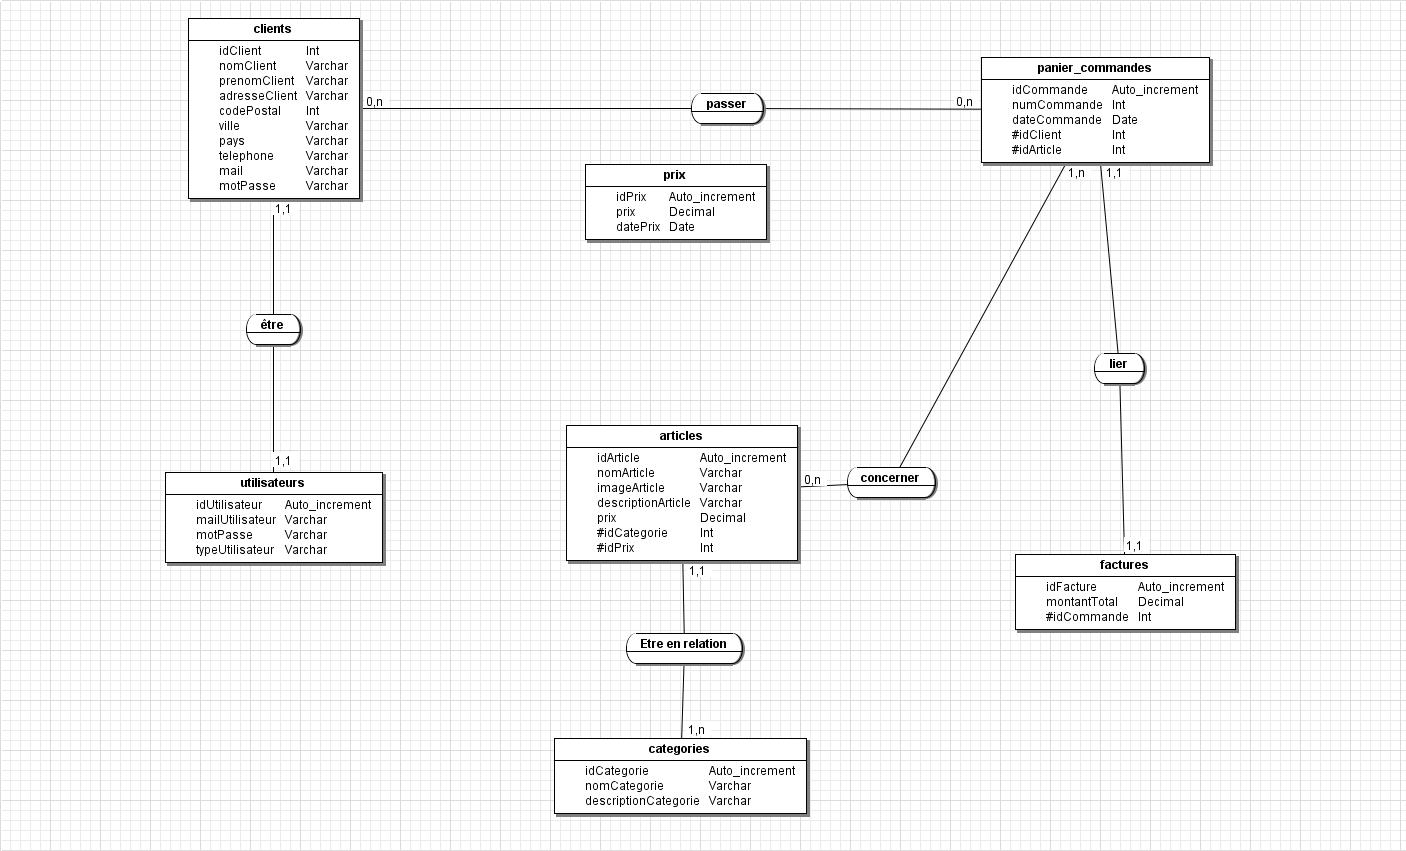 clients
idClient Int
nomClient Varchar
prenomClient Varchar
adresseClient Varchar
codePostal Int
ville Varchar
pays Varchar
telephone Varchar
mail Varchar
motPasse Varchar
0,n
passer
0,n
panier_commandes
idCommande Auto_increment
numCommande Int
dateCommande Date
#idClient Int
#idArticle Int
1,n
1,1
prix
idPrix Auto_increment
prix Decimal
datePrix Date
1,1
être
1,1
lier
utilisateurs
idUtilisateur Auto_increment
mailUtilisateur Varchar
motPasse Varchar
typeUtilisateur Varchar
articles
idArticle Auto_increment
nomArticle Varchar
imageArticle Varchar
descriptionArticle Varchar
prix Decimal
#idCategorie Int
#idPrix Int
0,n
concerner
1,1
factures
idFacture Auto_increment
montantTotal Decimal
#idCommande Int
1,1
Etre en relation
1,n
categories
idCategorie Auto_increment
nomCategorie Varchar
descriptionCategorie Varchar